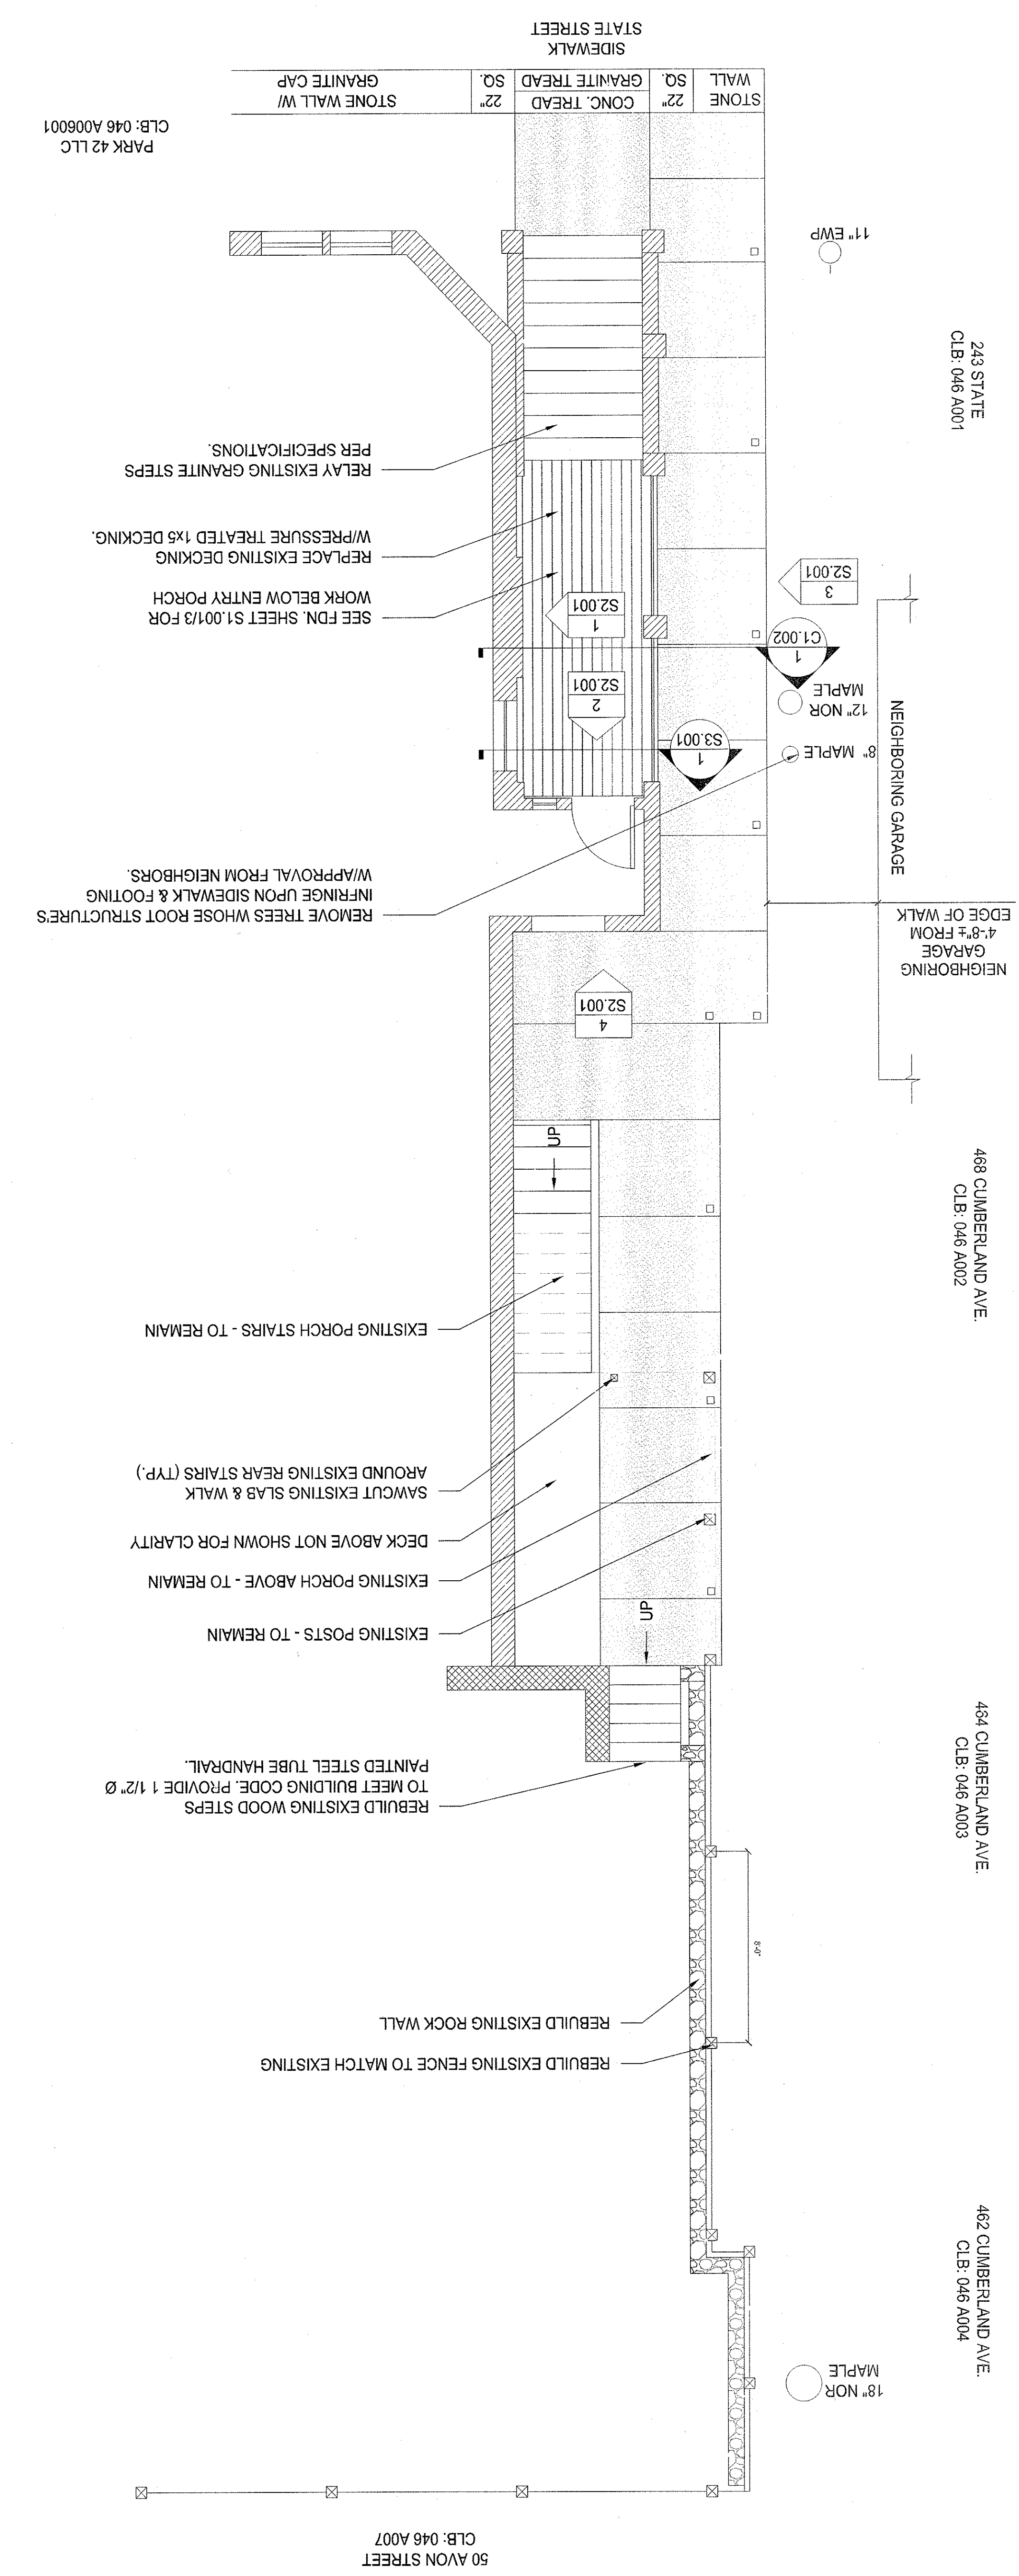 50 AVON STREET
CLB: 046 A007
18" NOR
MAPLE
462 CUMBERLAND AVE.
CLB: 046 A004
REBUILD EXISTING FENCE TO MATCH EXISTING
REBUILD EXISTING ROCK WALL
8'-0"
464 CUMBERLAND AVE.
CLB: 046 A003
REBUILD EXISTING WOOD STEPS
TO MEET BUILDING CODE. PROVIDE 1 1/2" Ø
PAINTED STEEL TUBE HANDRAIL.
UP
EXISTING POSTS - TO REMAIN
EXISTING PORCH ABOVE - TO REMAIN
DECK ABOVE NOT SHOWN FOR CLARITY
SAWCUT EXISTING SLAB & WALK
AROUND EXISTING REAR STAIRS (TYP.)
EXISTING PORCH STAIRS - TO REMAIN
UP
468 CUMBERLAND AVE.
CLB: 046 A002
4
S2.001
NEIGHBORING
GARAGE
4'-8"± FROM
EDGE OF WALK
NEIGHBORING GARAGE
REMOVE TREES WHOSE ROOT STRUCTURE'S
INFRINGE UPON SIDEWALK & FOOTING
W/APPROVAL FROM NEIGHBORS.
8" MAPLE
1
S3.001
12" NOR
MAPLE
2
S2.001
1
C1.002
1
S2.001
3
S2.001
SEE FDN. SHEET S1.001/3 FOR
WORK BELOW ENTRY PORCH
REPLACE EXISTING DECKING
W/PRESSURE TREATED 1x5 DECKING.
RELAY EXISTING GRANITE STEPS
PER SPECIFICATIONS.
243 STATE
CLB: 046 A001
11" EWP
PARK 42 LLC
CLB: 046 A006001
STONE
WALL
22"
SQ.
CONC. TREAD
GRANITE TREAD
22"
SQ.
STONE WALL W/
GRANITE CAP
SIDEWALK
STATE STREET